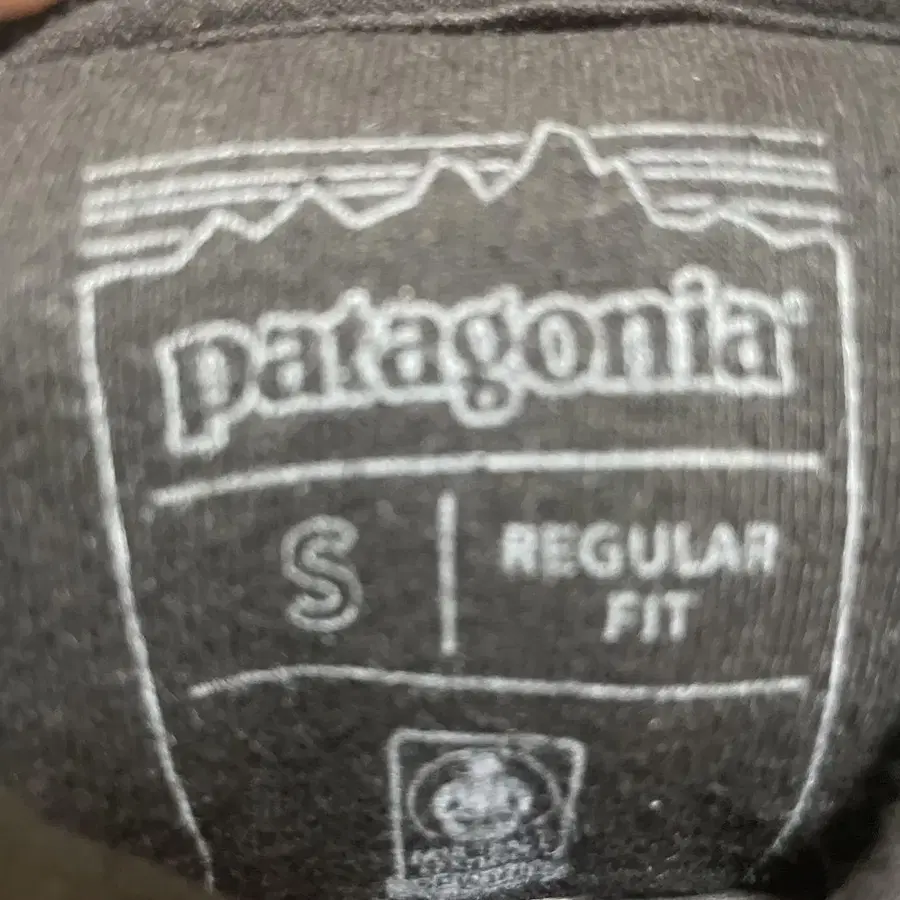 patagonia
S
REGULAR
FIT